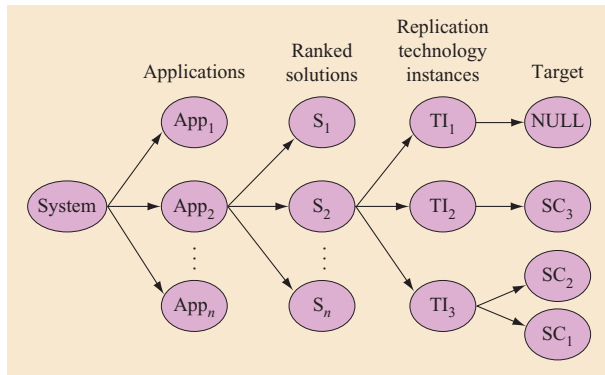 Applications
Ranked
solutions
Replication
technology
instances
Target
System
App₁
App₂
⋮
Appₙ
S₁
S₂
⋮
Sₙ
TI₁
TI₂
TI₃
NULL
SC₃
SC₂
SC₁